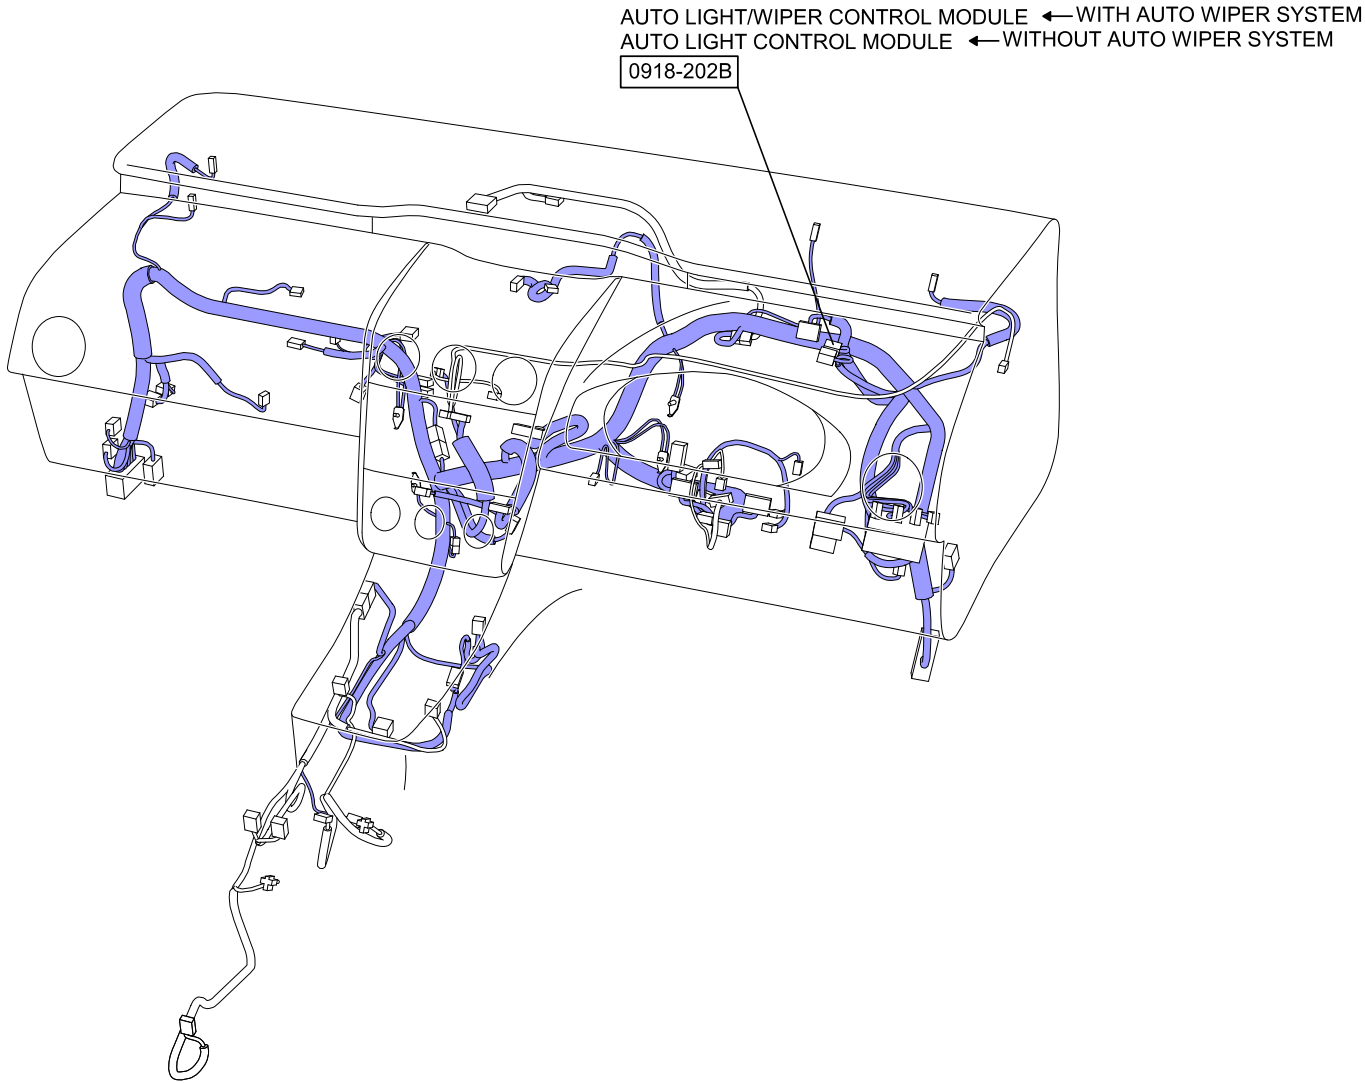 AUTO LIGHT/WIPER CONTROL MODULE ← WITH AUTO WIPER SYSTEM
AUTO LIGHT CONTROL MODULE ← WITHOUT AUTO WIPER SYSTEM
0918-202B